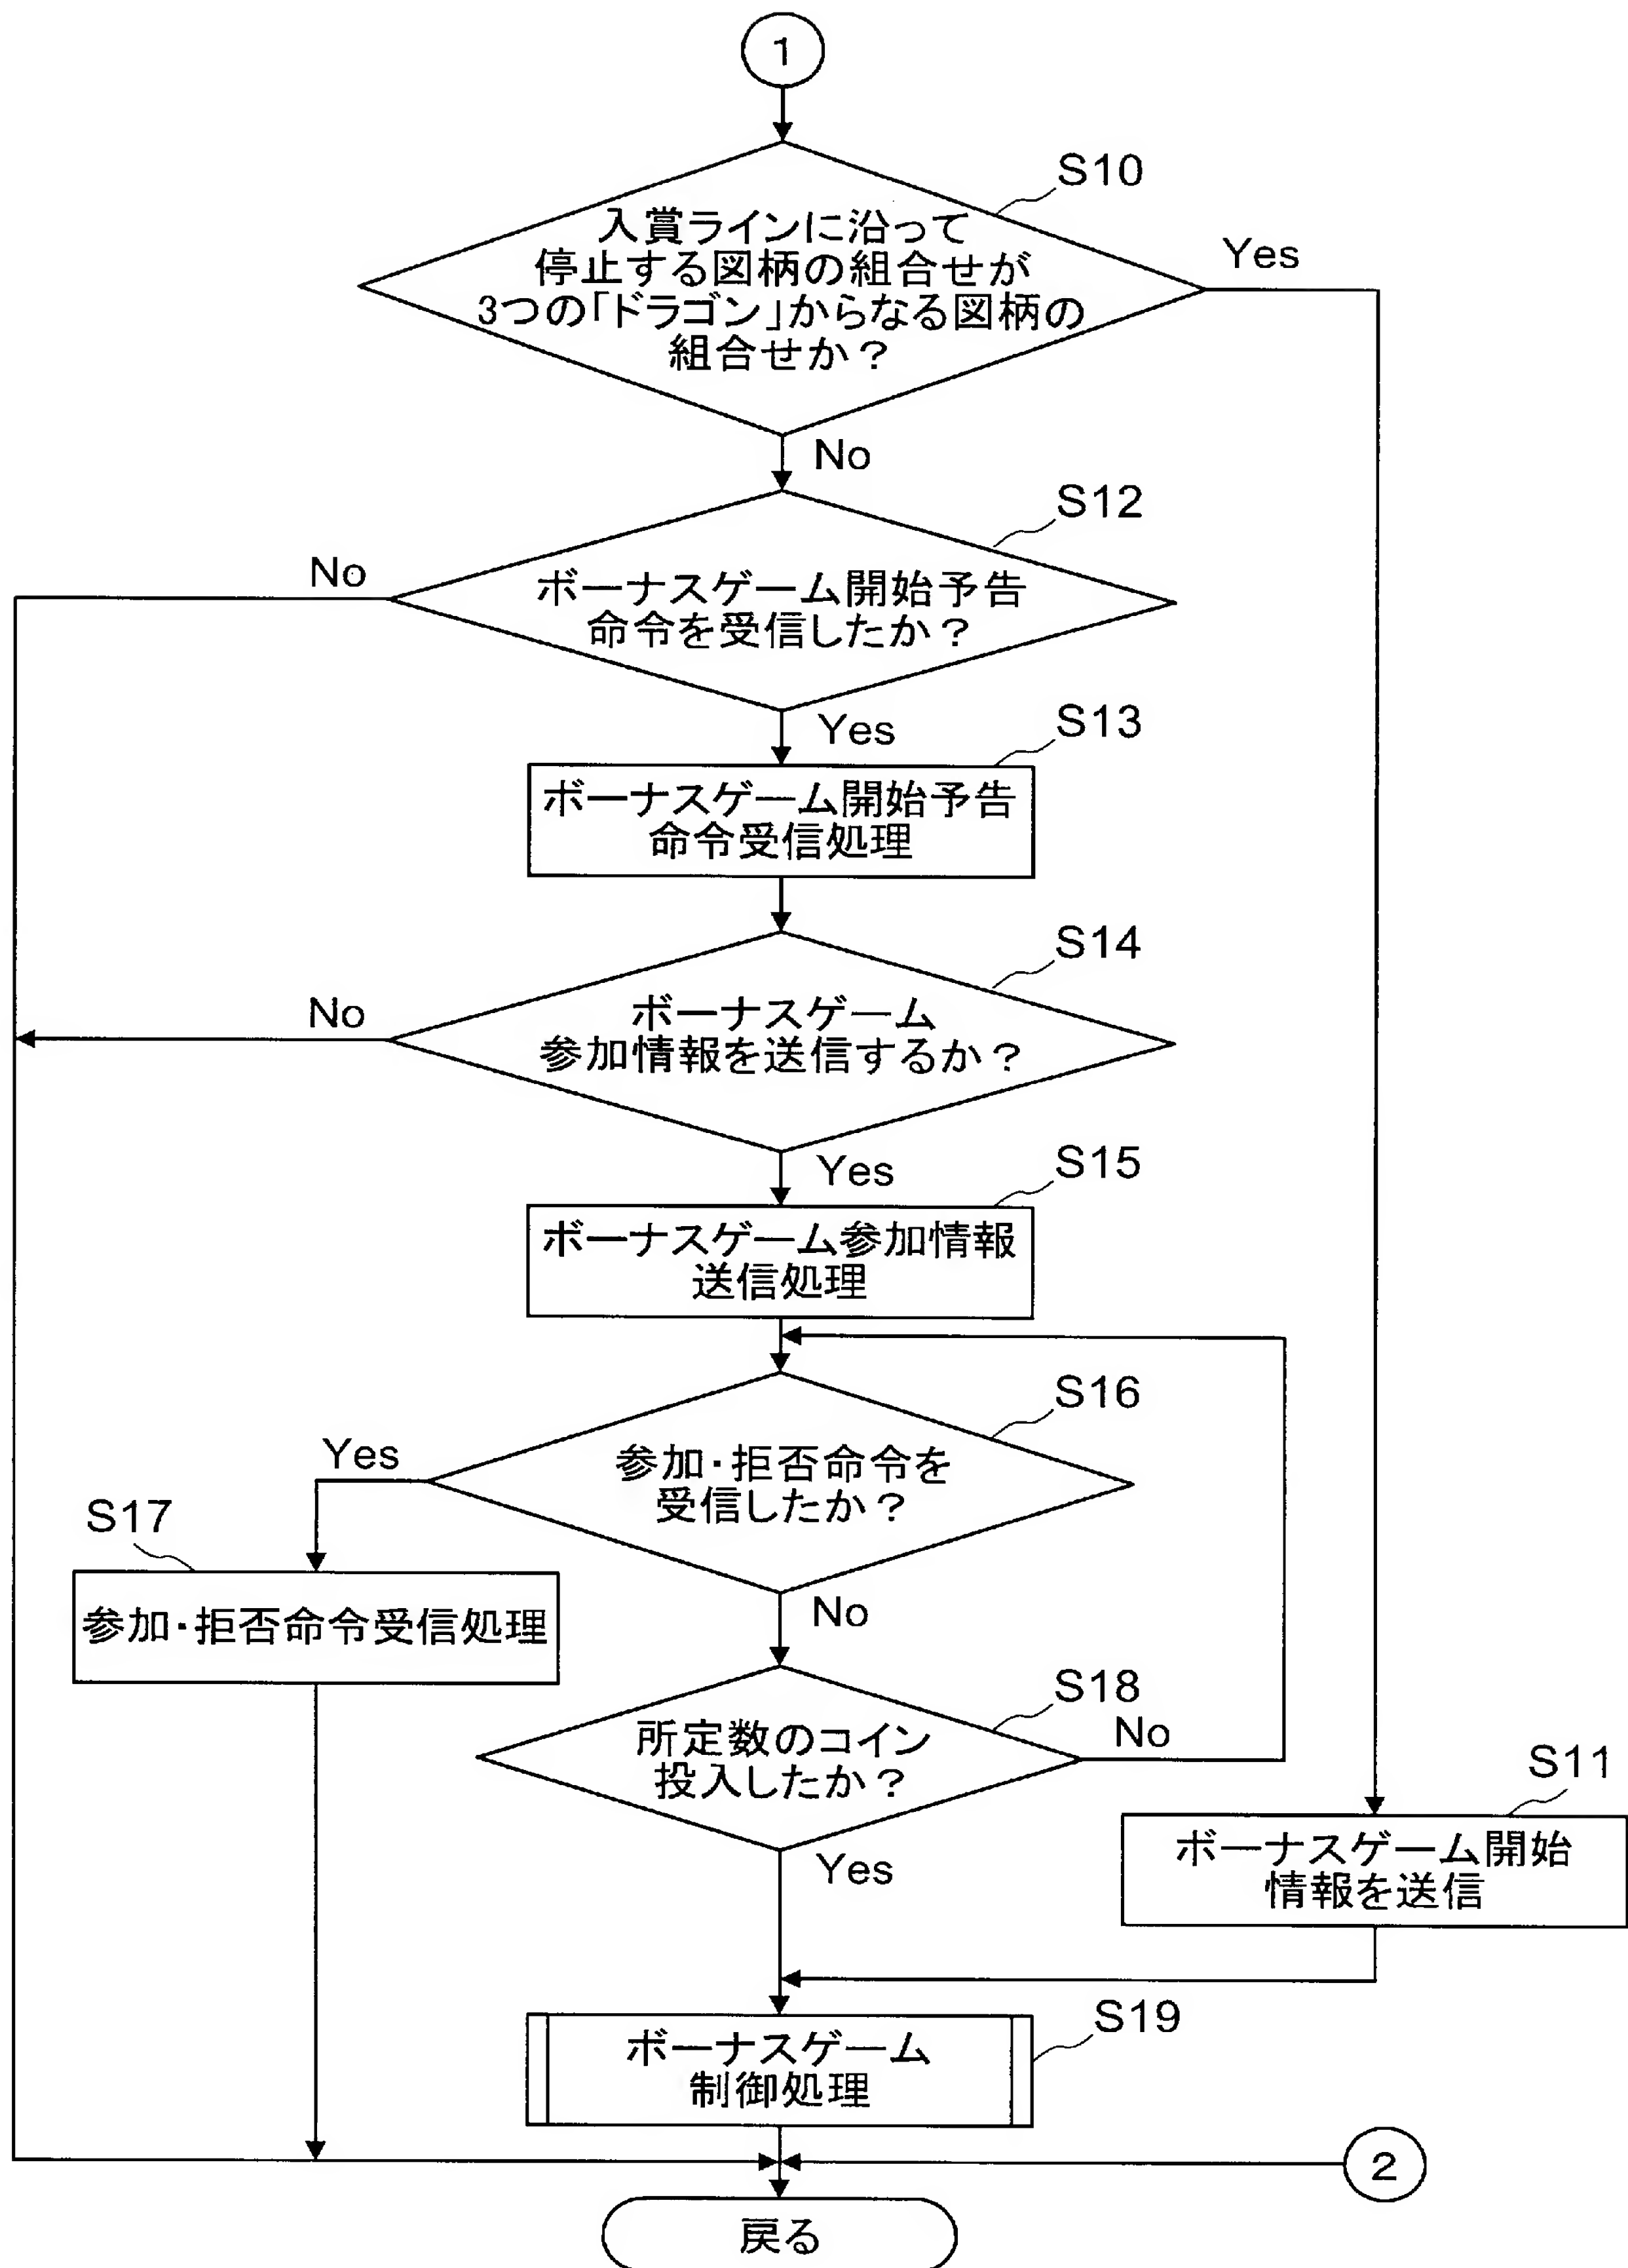 1
S10
入賞ラインに沿って
停止する図柄の組合せが
3つの「ドラゴン」からなる図柄の
組合せか？
Yes
No
S12
No
ボーナスゲーム開始予告
命令を受信したか？
Yes
S13
ボーナスゲーム開始予告
命令受信処理
S14
No
ボーナスゲーム
参加情報を送信するか？
Yes
S15
ボーナスゲーム参加情報
送信処理
S16
Yes
参加・拒否命令を
受信したか？
S17
参加・拒否命令受信処理
No
S18
No
所定数のコイン
投入したか？
Yes
S11
ボーナスゲーム開始
情報を送信
S19
ボーナスゲーム
制御処理
2
戻る